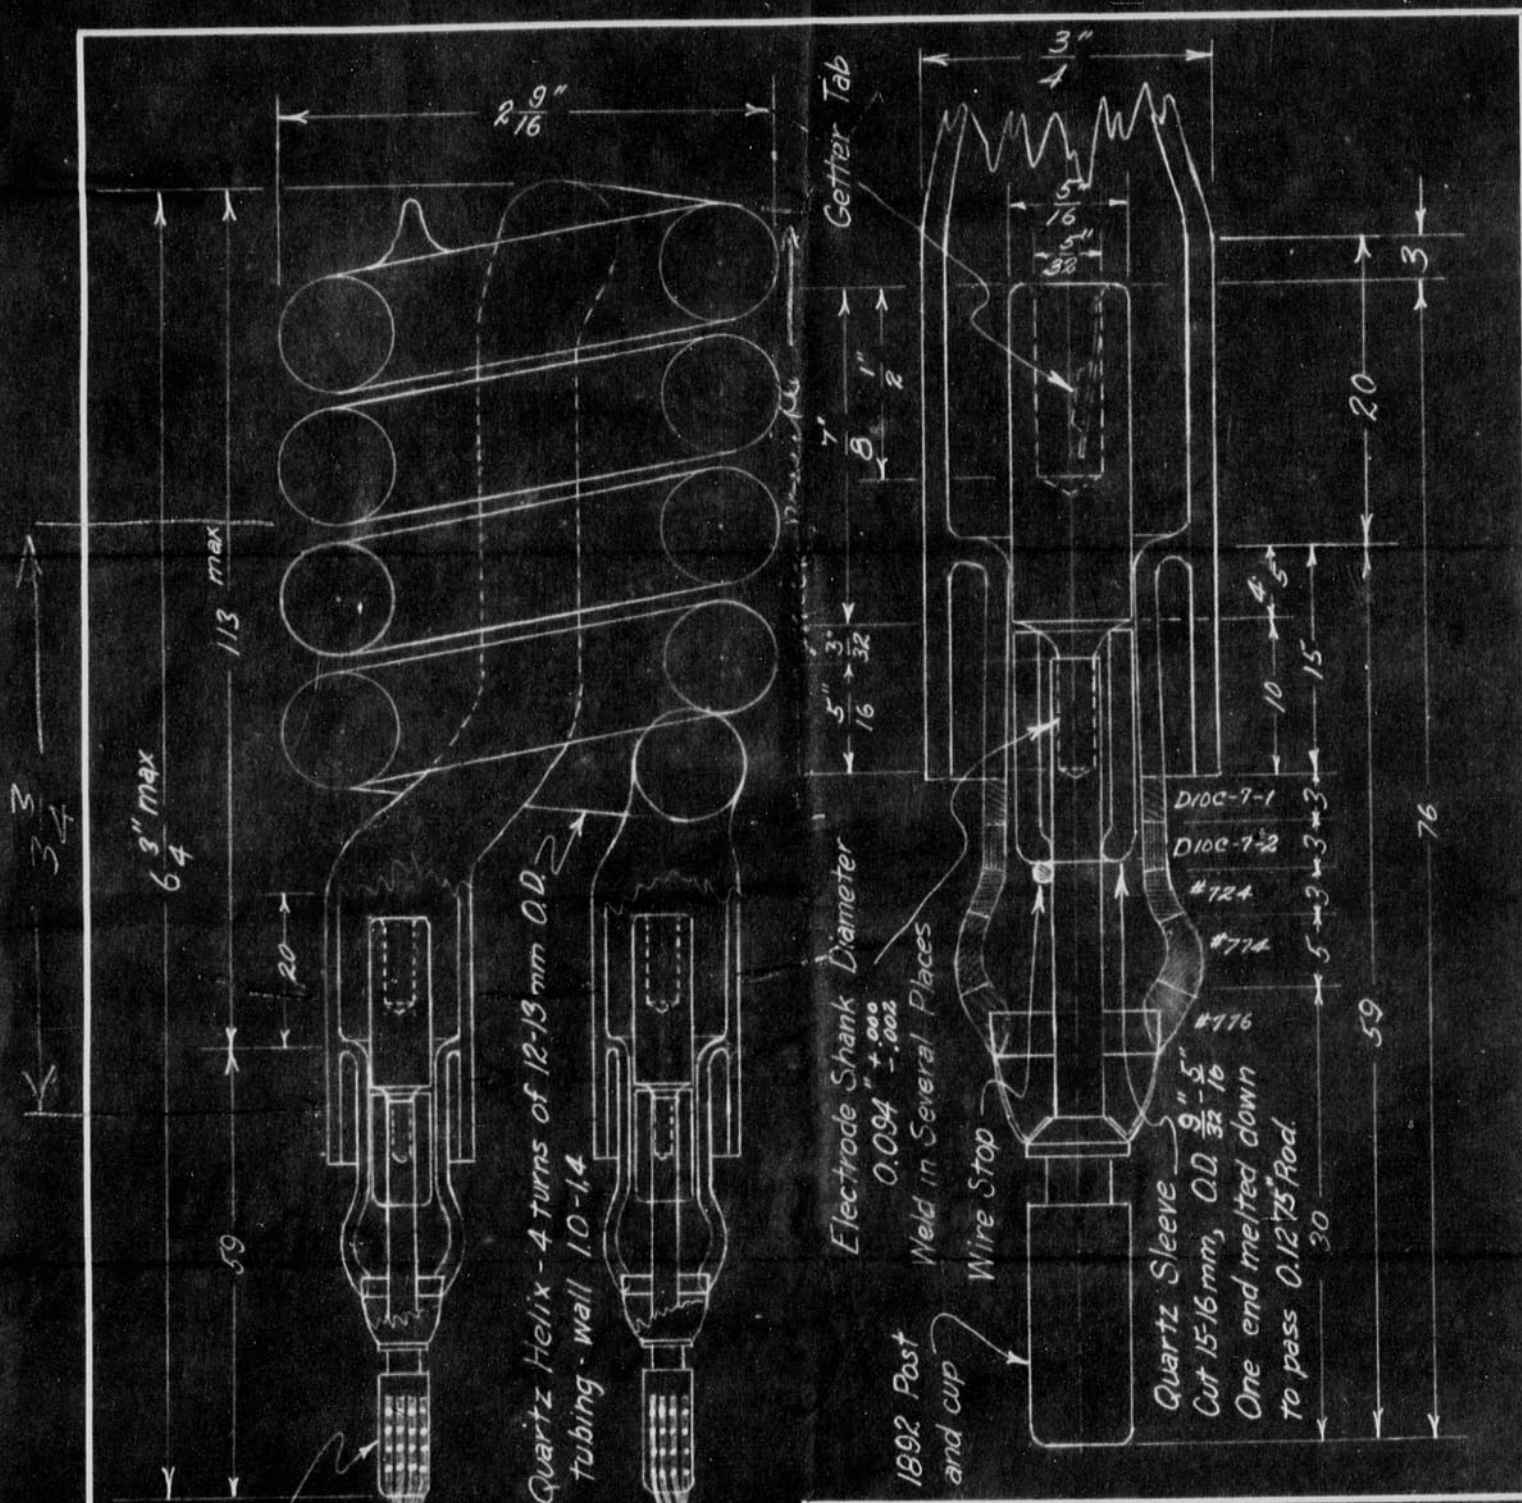 2 9/16"
3/4"
Getter Tab
5/16"
5/32"
3
20
1/2"
7/8"
3 3/4
6 3/4" max
113 max
20
59
Quartz Helix - 4 turns of 12-13mm O.D.
tubing - wall 1.0-1.4
5/16"
3/32"
4
5
10
15
D10C-7-1
D10C-7-2
#724
#774
#776
5
3
3
3
76
59
30
Electrode Shank Diameter
0.094" +.000 -.002
Weld in Several Places
Wire Stop
1892 Post
and cup
Quartz Sleeve
Cut 15-16mm, O.D. 9/32"-5/16"
One end melted down
to pass 0.1275" Rod.